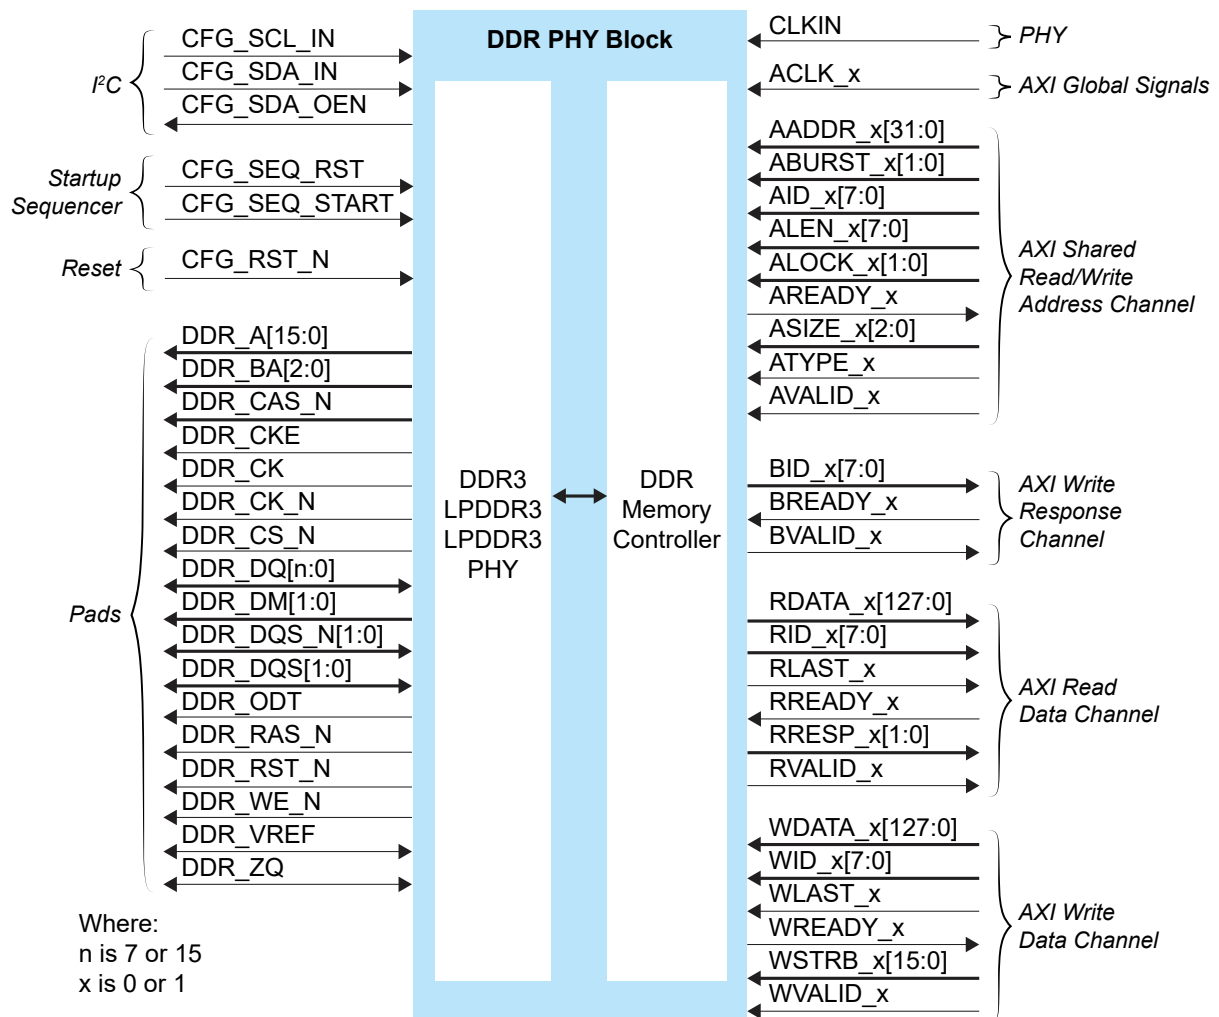 DDR PHY Block
CFG_SCL_IN
CFG_SDA_IN
CFG_SDA_OEN
I²C
CFG_SEQ_RST
CFG_SEQ_START
Startup
Sequencer
CFG_RST_N
Reset
DDR_A[15:0]
DDR_BA[2:0]
DDR_CAS_N
DDR_CKE
DDR_CK
DDR_CK_N
DDR_CS_N
DDR_DQ[n:0]
DDR_DM[1:0]
DDR_DQS_N[1:0]
DDR_DQS[1:0]
DDR_ODT
DDR_RAS_N
DDR_RST_N
DDR_WE_N
DDR_VREF
DDR_ZQ
Pads
Where:
n is 7 or 15
x is 0 or 1
DDR3
LPDDR3
LPDDR3
PHY
DDR
Memory
Controller
CLKIN
PHY
ACLK_x
AXI Global Signals
AADDR_x[31:0]
ABURST_x[1:0]
AID_x[7:0]
ALEN_x[7:0]
ALOCK_x[1:0]
AREADY_x
ASIZE_x[2:0]
ATYPE_x
AVALID_x
AXI Shared
Read/Write
Address Channel
BID_x[7:0]
BREADY_x
BVALID_x
AXI Write
Response
Channel
RDATA_x[127:0]
RID_x[7:0]
RLAST_x
RREADY_x
RRESP_x[1:0]
RVALID_x
AXI Read
Data Channel
WDATA_x[127:0]
WID_x[7:0]
WLAST_x
WREADY_x
WSTRB_x[15:0]
WVALID_x
AXI Write
Data Channel